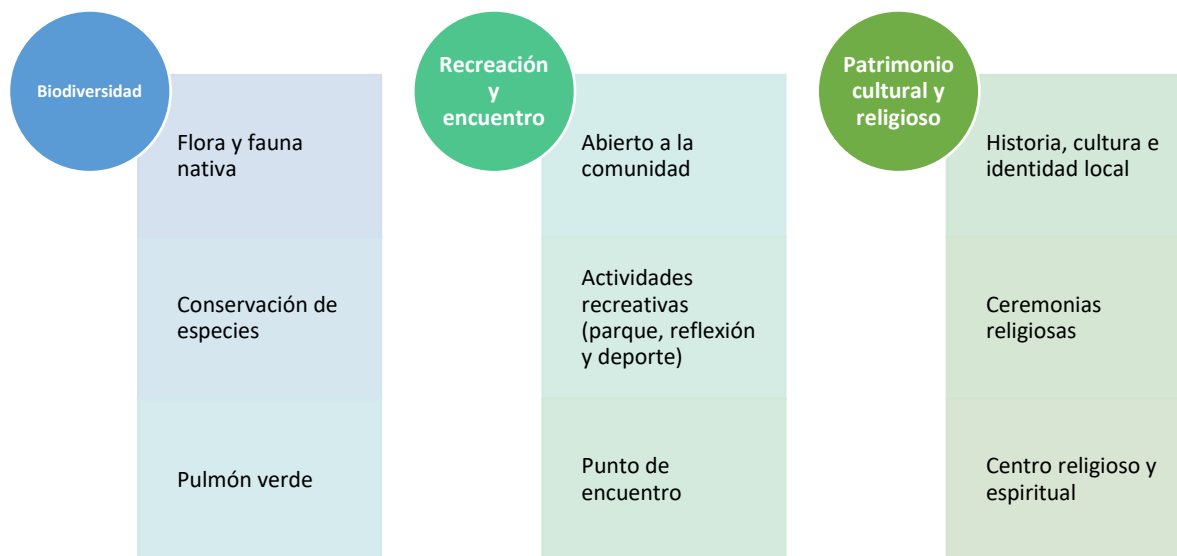 Biodiversidad
Flora y fauna
nativa
Conservación de
especies
Pulmón verde
Recreación
y
encuentro
Abierto a la
comunidad
Actividades
recreativas
(parque, reflexión
y deporte)
Punto de
encuentro
Patrimonio
cultural y
religioso
Historia, cultura e
identidad local
Ceremonias
religiosas
Centro religioso y
espiritual